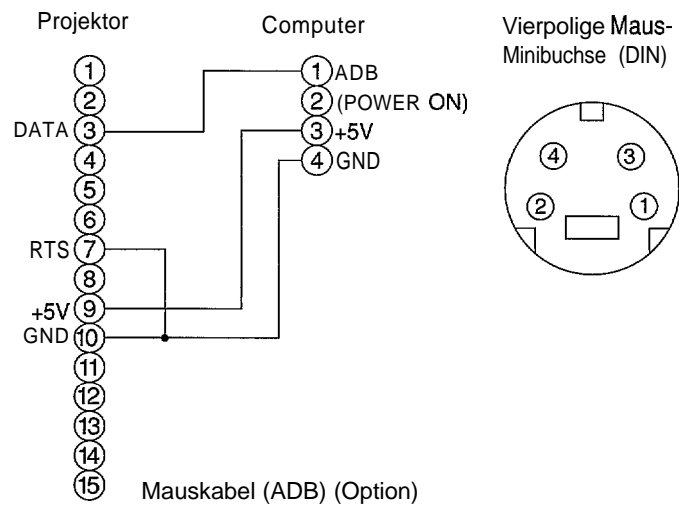 Projektor
1
2
DATA 3
4
5
6
RTS 7
8
+5V 9
GND 10
11
12
13
14
15
Computer
1 ADB
2 (POWER ON)
3 +5V
4 GND
Vierpolige Maus-
Minibuchse (DIN)
4 3
2 1
Mauskabel (ADB) (Option)